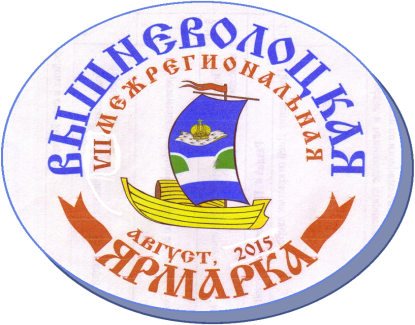 ВЫШНЕВОЛОЦКАЯ
VII МЕЖРЕГИОНАЛЬНАЯ
АВГУСТ, 2015
ЯРМАРКА